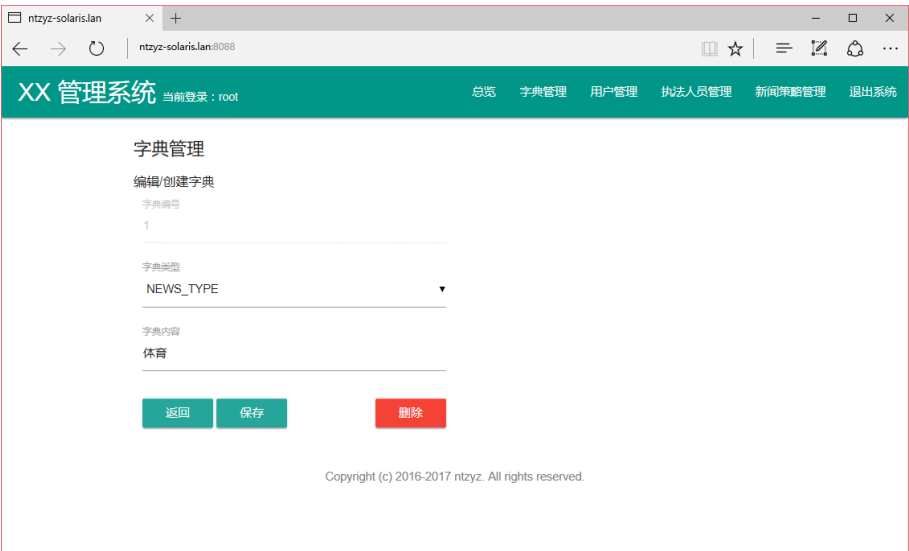 ntzyz-solaris.lan
ntzyz-solaris.lan:8088
XX 管理系统 当前登录：root 总览 字典管理 用户管理 执法人员管理 新闻策略管理 退出系统
字典管理
编辑/创建字典
字典编号
1
字典类型
NEWS_TYPE
字典内容
体育
返回 保存 删除
Copyright (c) 2016-2017 ntzyz. All rights reserved.